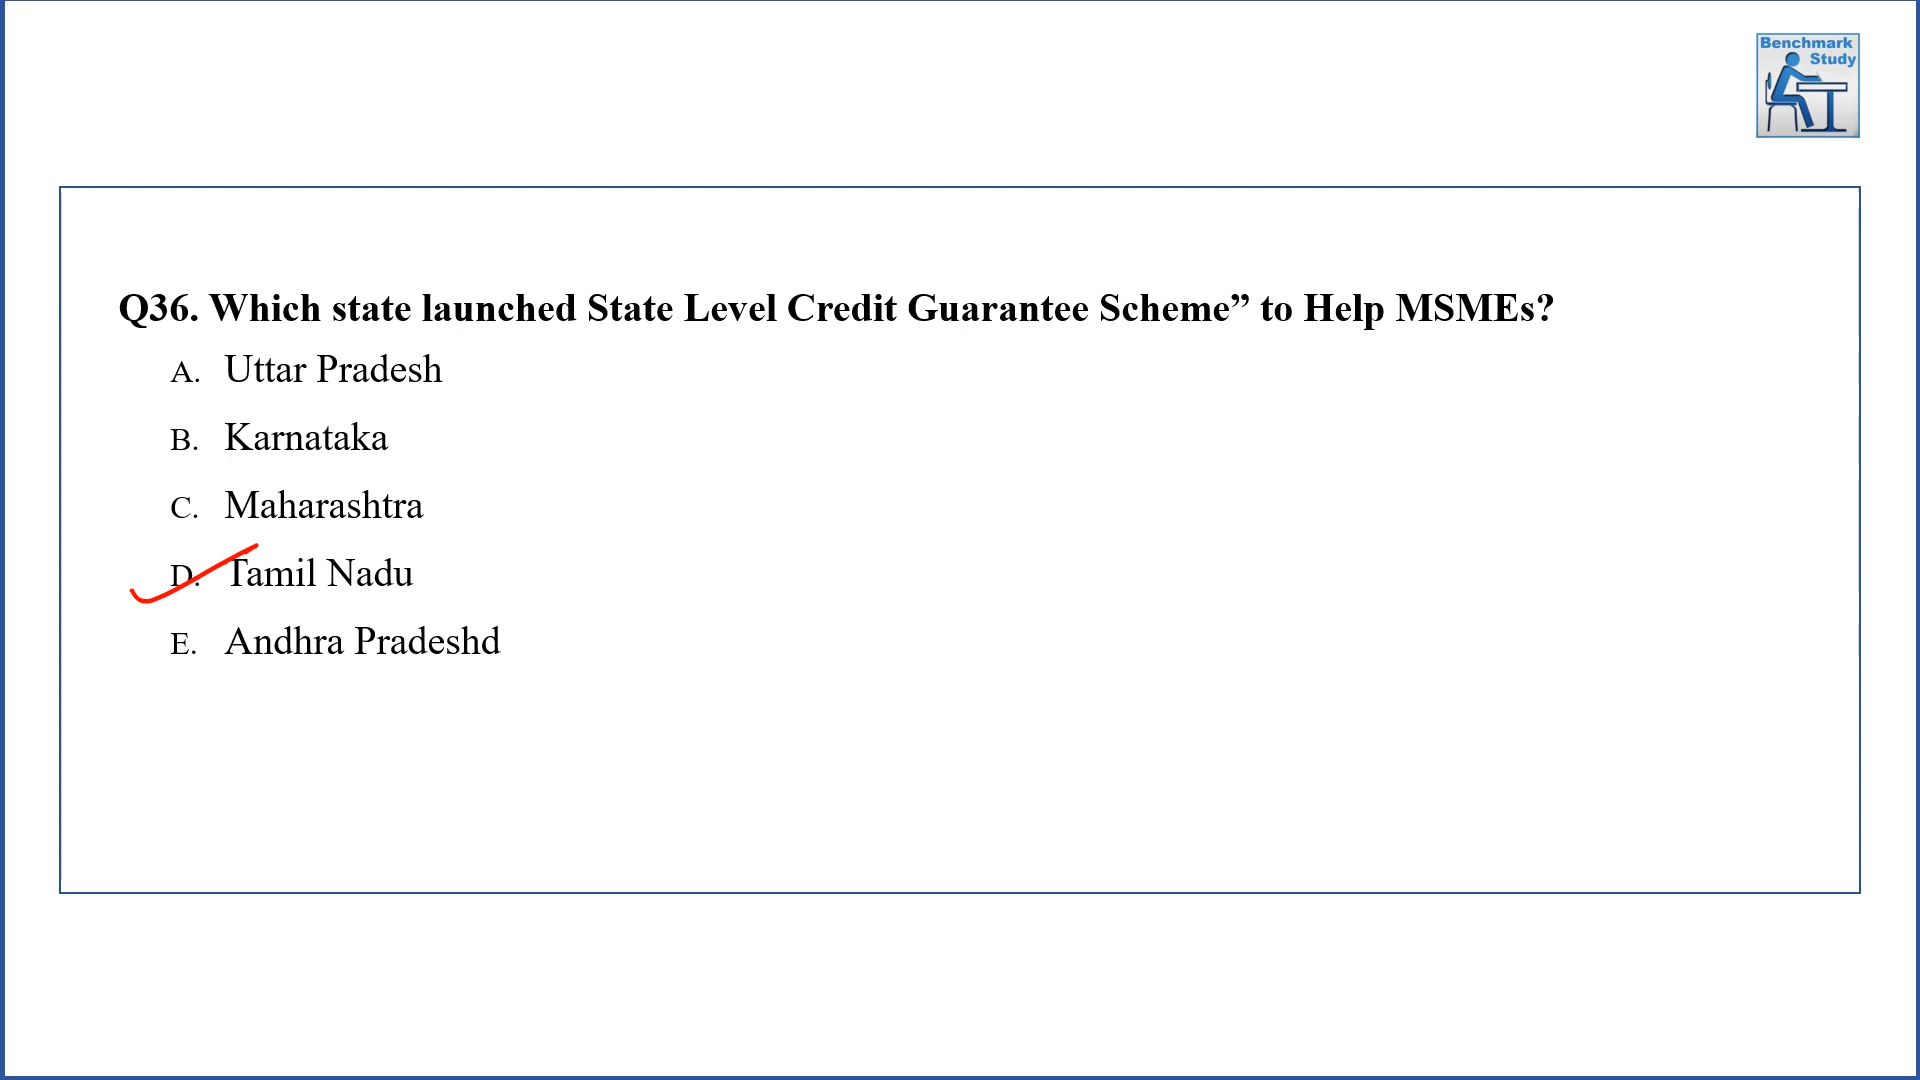 Benchmark
Study
Q36. Which state launched State Level Credit Guarantee Scheme” to Help MSMEs?
A. Uttar Pradesh
B. Karnataka
C. Maharashtra
D. Tamil Nadu
E. Andhra Pradeshd